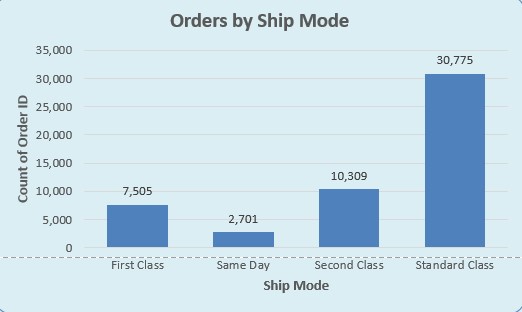 Orders by Ship Mode
Count of Order ID
35,000
30,000
25,000
20,000
15,000
10,000
5,000
0
7,505
2,701
10,309
30,775
First Class
Same Day
Second Class
Standard Class
Ship Mode